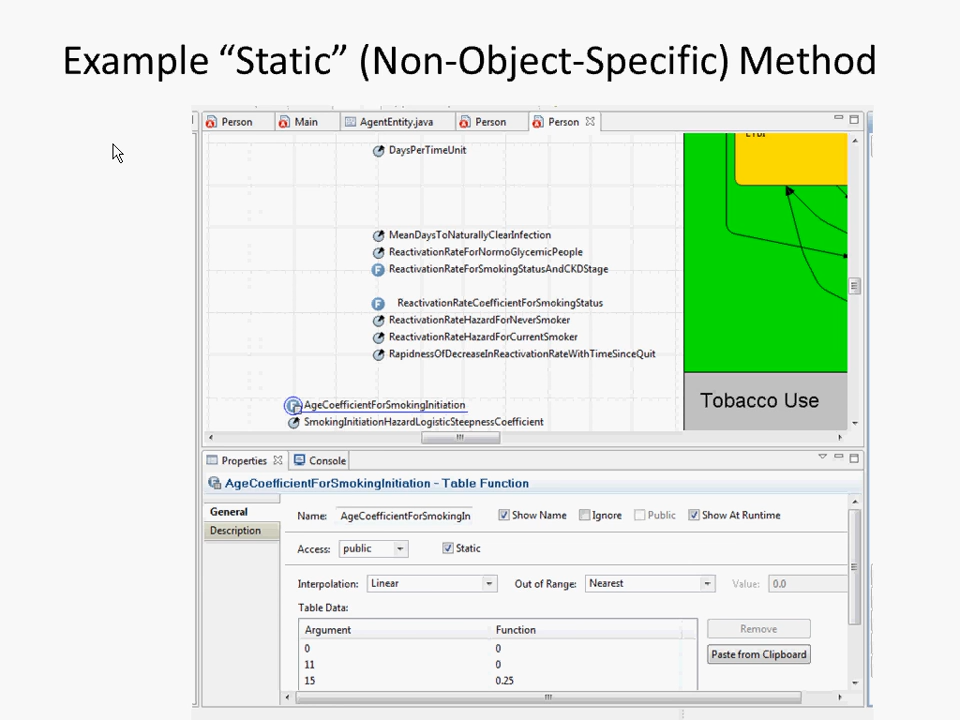 Example “Static” (Non-Object-Specific) Method
Person Main AgentEntity.java Person Person
DaysPerTimeUnit
MeanDaysToNaturallyClearInfection
ReactivationRateForNormoGlycemicPeople
F ReactivationRateForSmokingStatusAndCKDStage
F ReactivationRateCoefficientForSmokingStatus
ReactivationRateHazardForNeverSmoker
ReactivationRateHazardForCurrentSmoker
RapidnessOfDecreaseInReactivationRateWithTimeSinceQuit
AgeCoefficientForSmokingInitiation
SmokingInitiationHazardLogisticSteepnessCoefficient
Tobacco Use
Properties Console
AgeCoefficientForSmokingInitiation - Table Function
General
Description
Name: AgeCoefficientForSmokingIn Show Name Ignore Public Show At Runtime
Access: public Static
Interpolation: Linear Out of Range: Nearest Value: 0.0
Table Data:
Argument Function
0 0
11 0
15 0.25
Remove
Paste from Clipboard